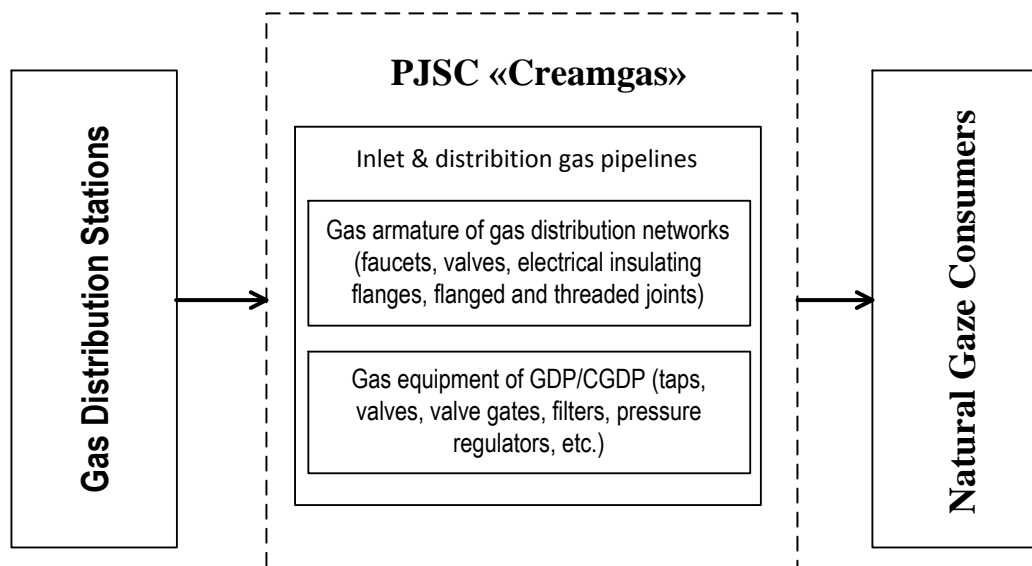 Gas Distribution Stations
PJSC «Creamgas»
Inlet & distribition gas pipelines
Gas armature of gas distribution networks
(faucets, valves, electrical insulating
flanges, flanged and threaded joints)
Gas equipment of GDP/CGDP (taps,
valves, valve gates, filters, pressure
regulators, etc.)
Natural Gaze Consumers